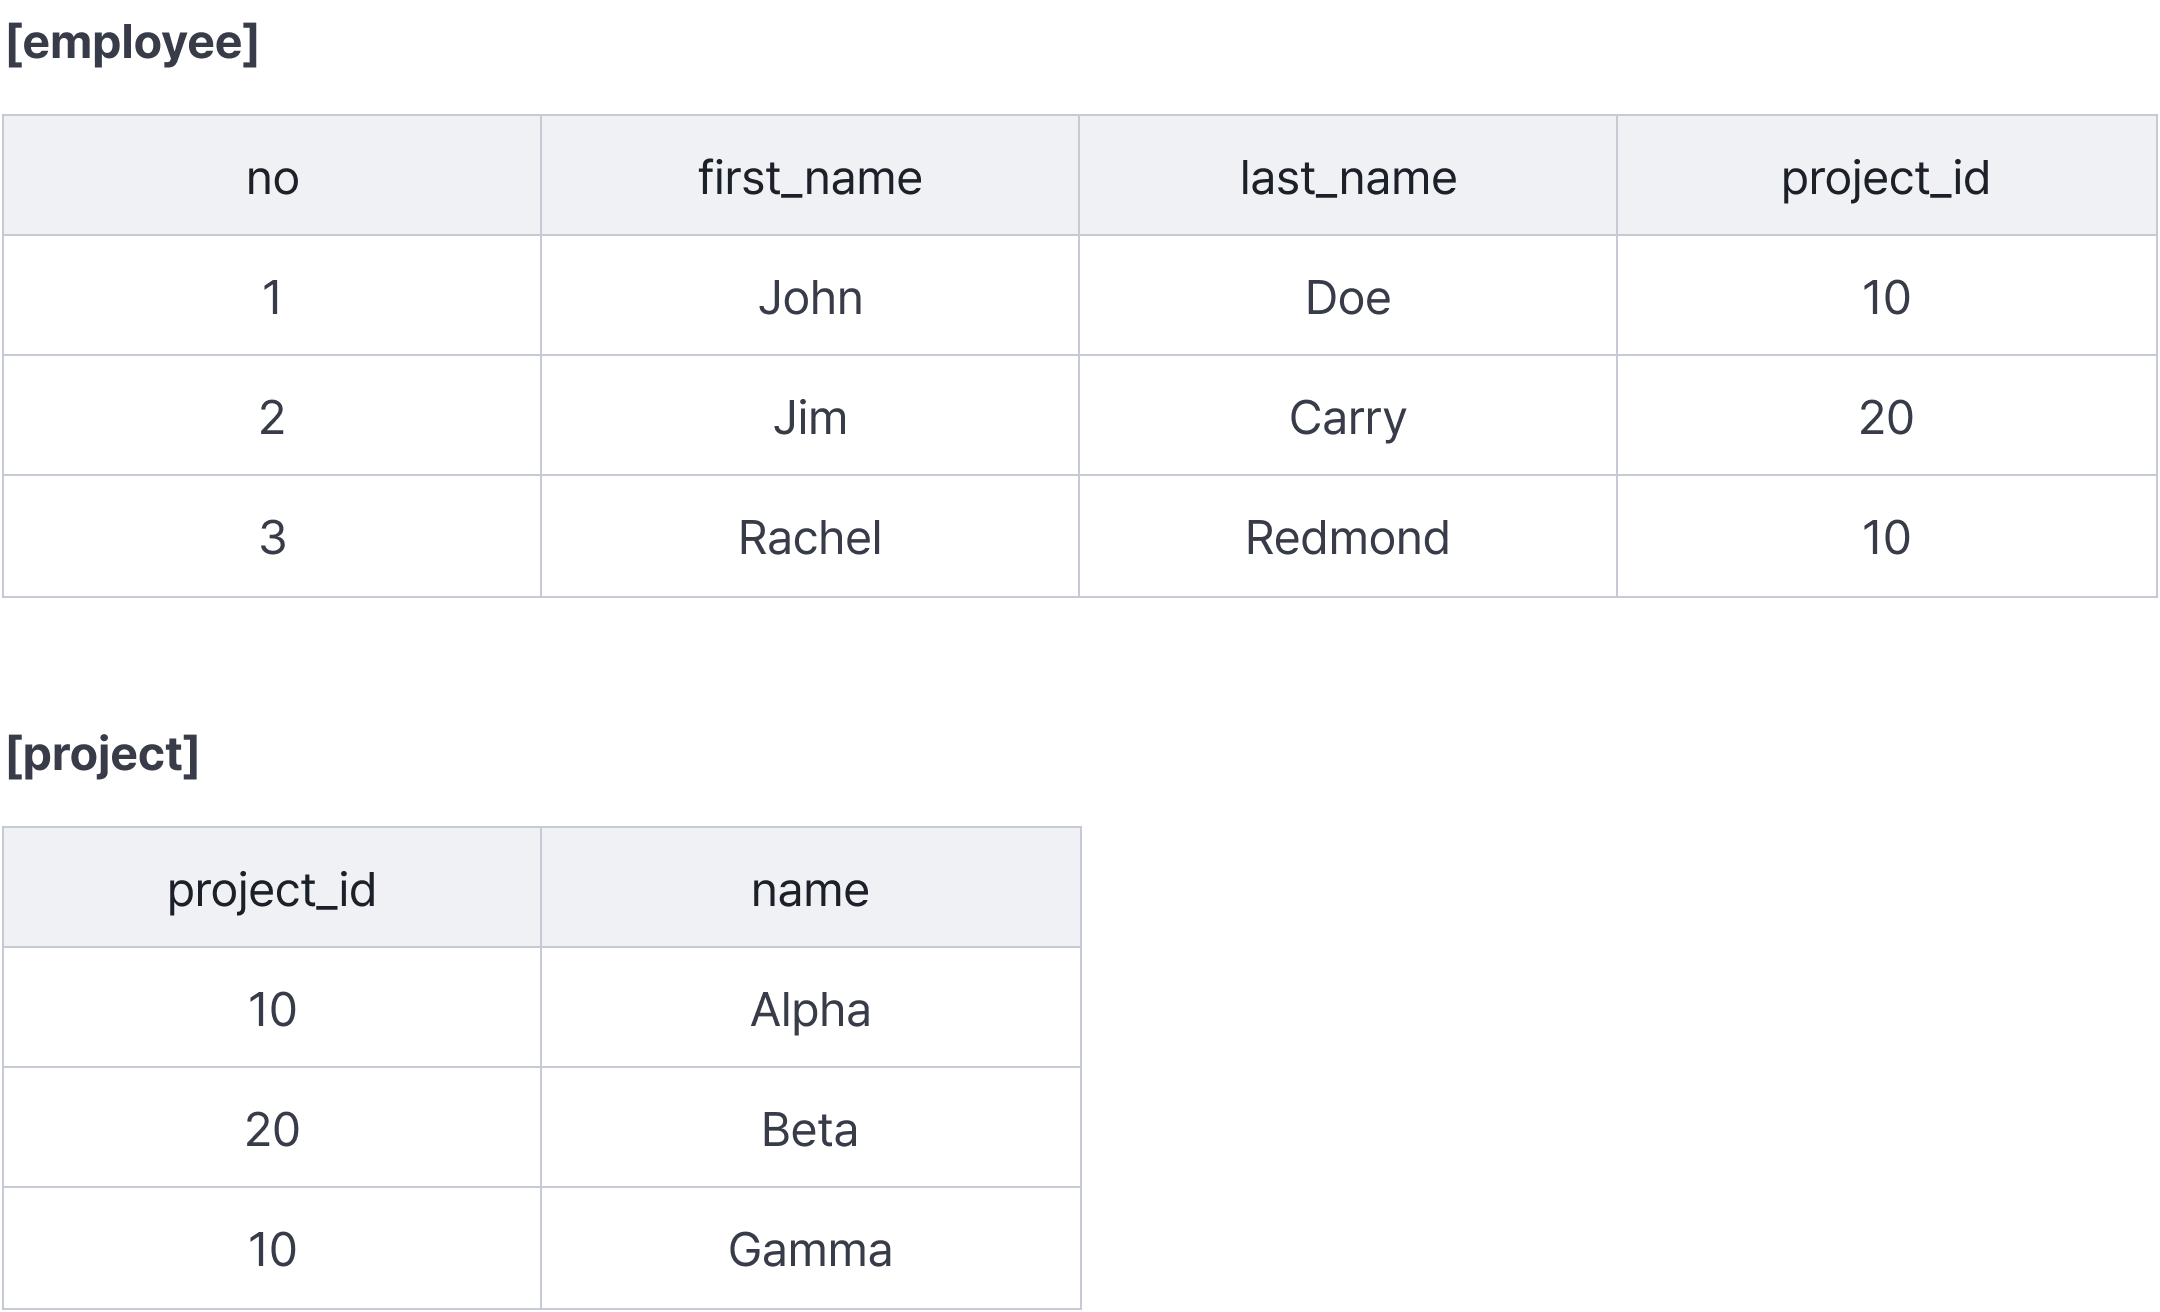 [employee]
no first_name last_name project_id
1 John Doe 10
2 Jim Carry 20
3 Rachel Redmond 10
[project]
project_id name
10 Alpha
20 Beta
10 Gamma